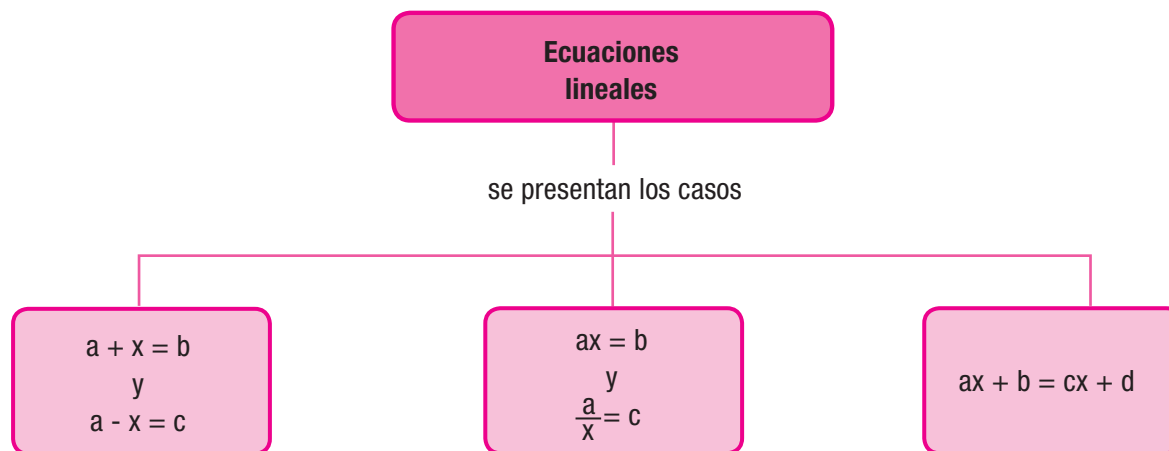 Ecuaciones
lineales
se presentan los casos
a + x = b
y
a - x = c
ax = b
y
a/x = c
ax + b = cx + d